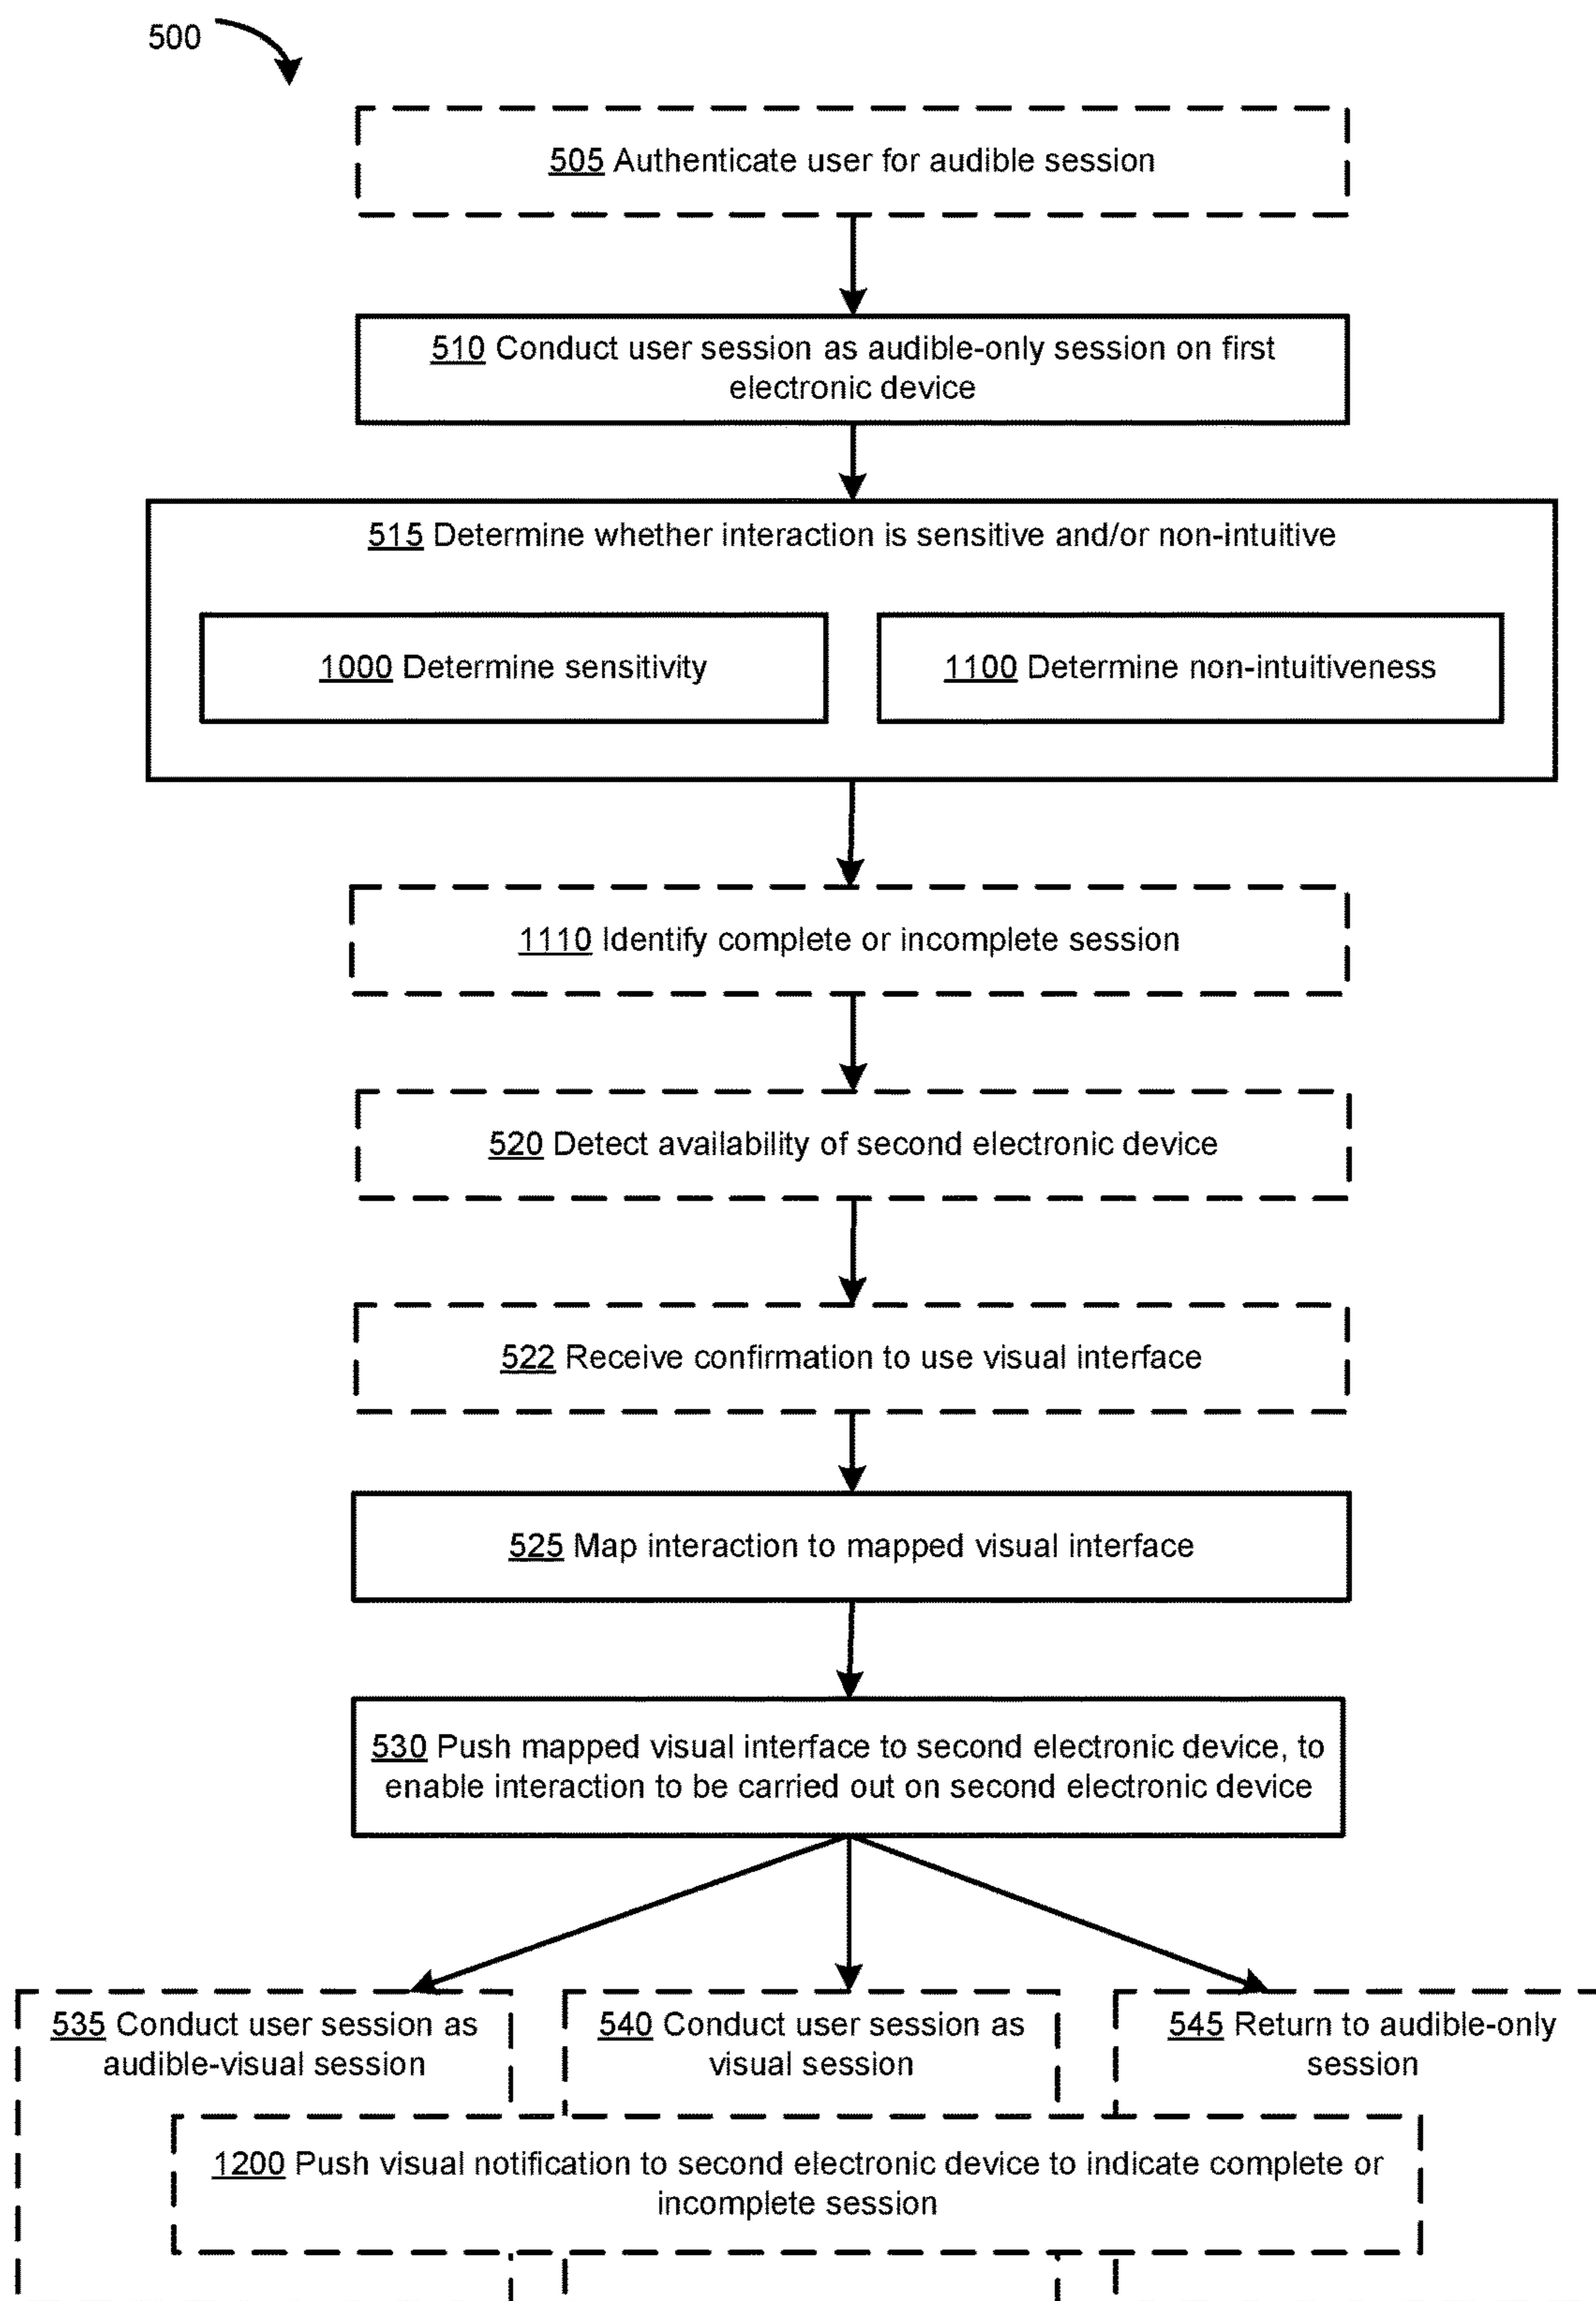 500
505 Authenticate user for audible session
510 Conduct user session as audible-only session on first
electronic device
515 Determine whether interaction is sensitive and/or non-intuitive
1000 Determine sensitivity
1100 Determine non-intuitiveness
1110 Identify complete or incomplete session
520 Detect availability of second electronic device
522 Receive confirmation to use visual interface
525 Map interaction to mapped visual interface
530 Push mapped visual interface to second electronic device, to
enable interaction to be carried out on second electronic device
535 Conduct user session as
audible-visual session
540 Conduct user session as
visual session
545 Return to audible-only
session
1200 Push visual notification to second electronic device to indicate complete or
incomplete session